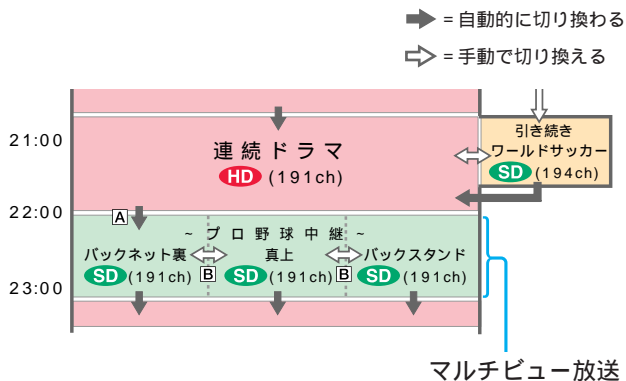 = 自動的に切り換わる
= 手動で切り換える
21:00
連続ドラマ
HD (191ch)
引き続き
ワールドサッカー
SD (194ch)
22:00
A
~ プロ野球中継 ~
バックネット裏
SD (191ch)
B
真上
SD (191ch)
B
バックスタンド
SD (191ch)
23:00
マルチビュー放送